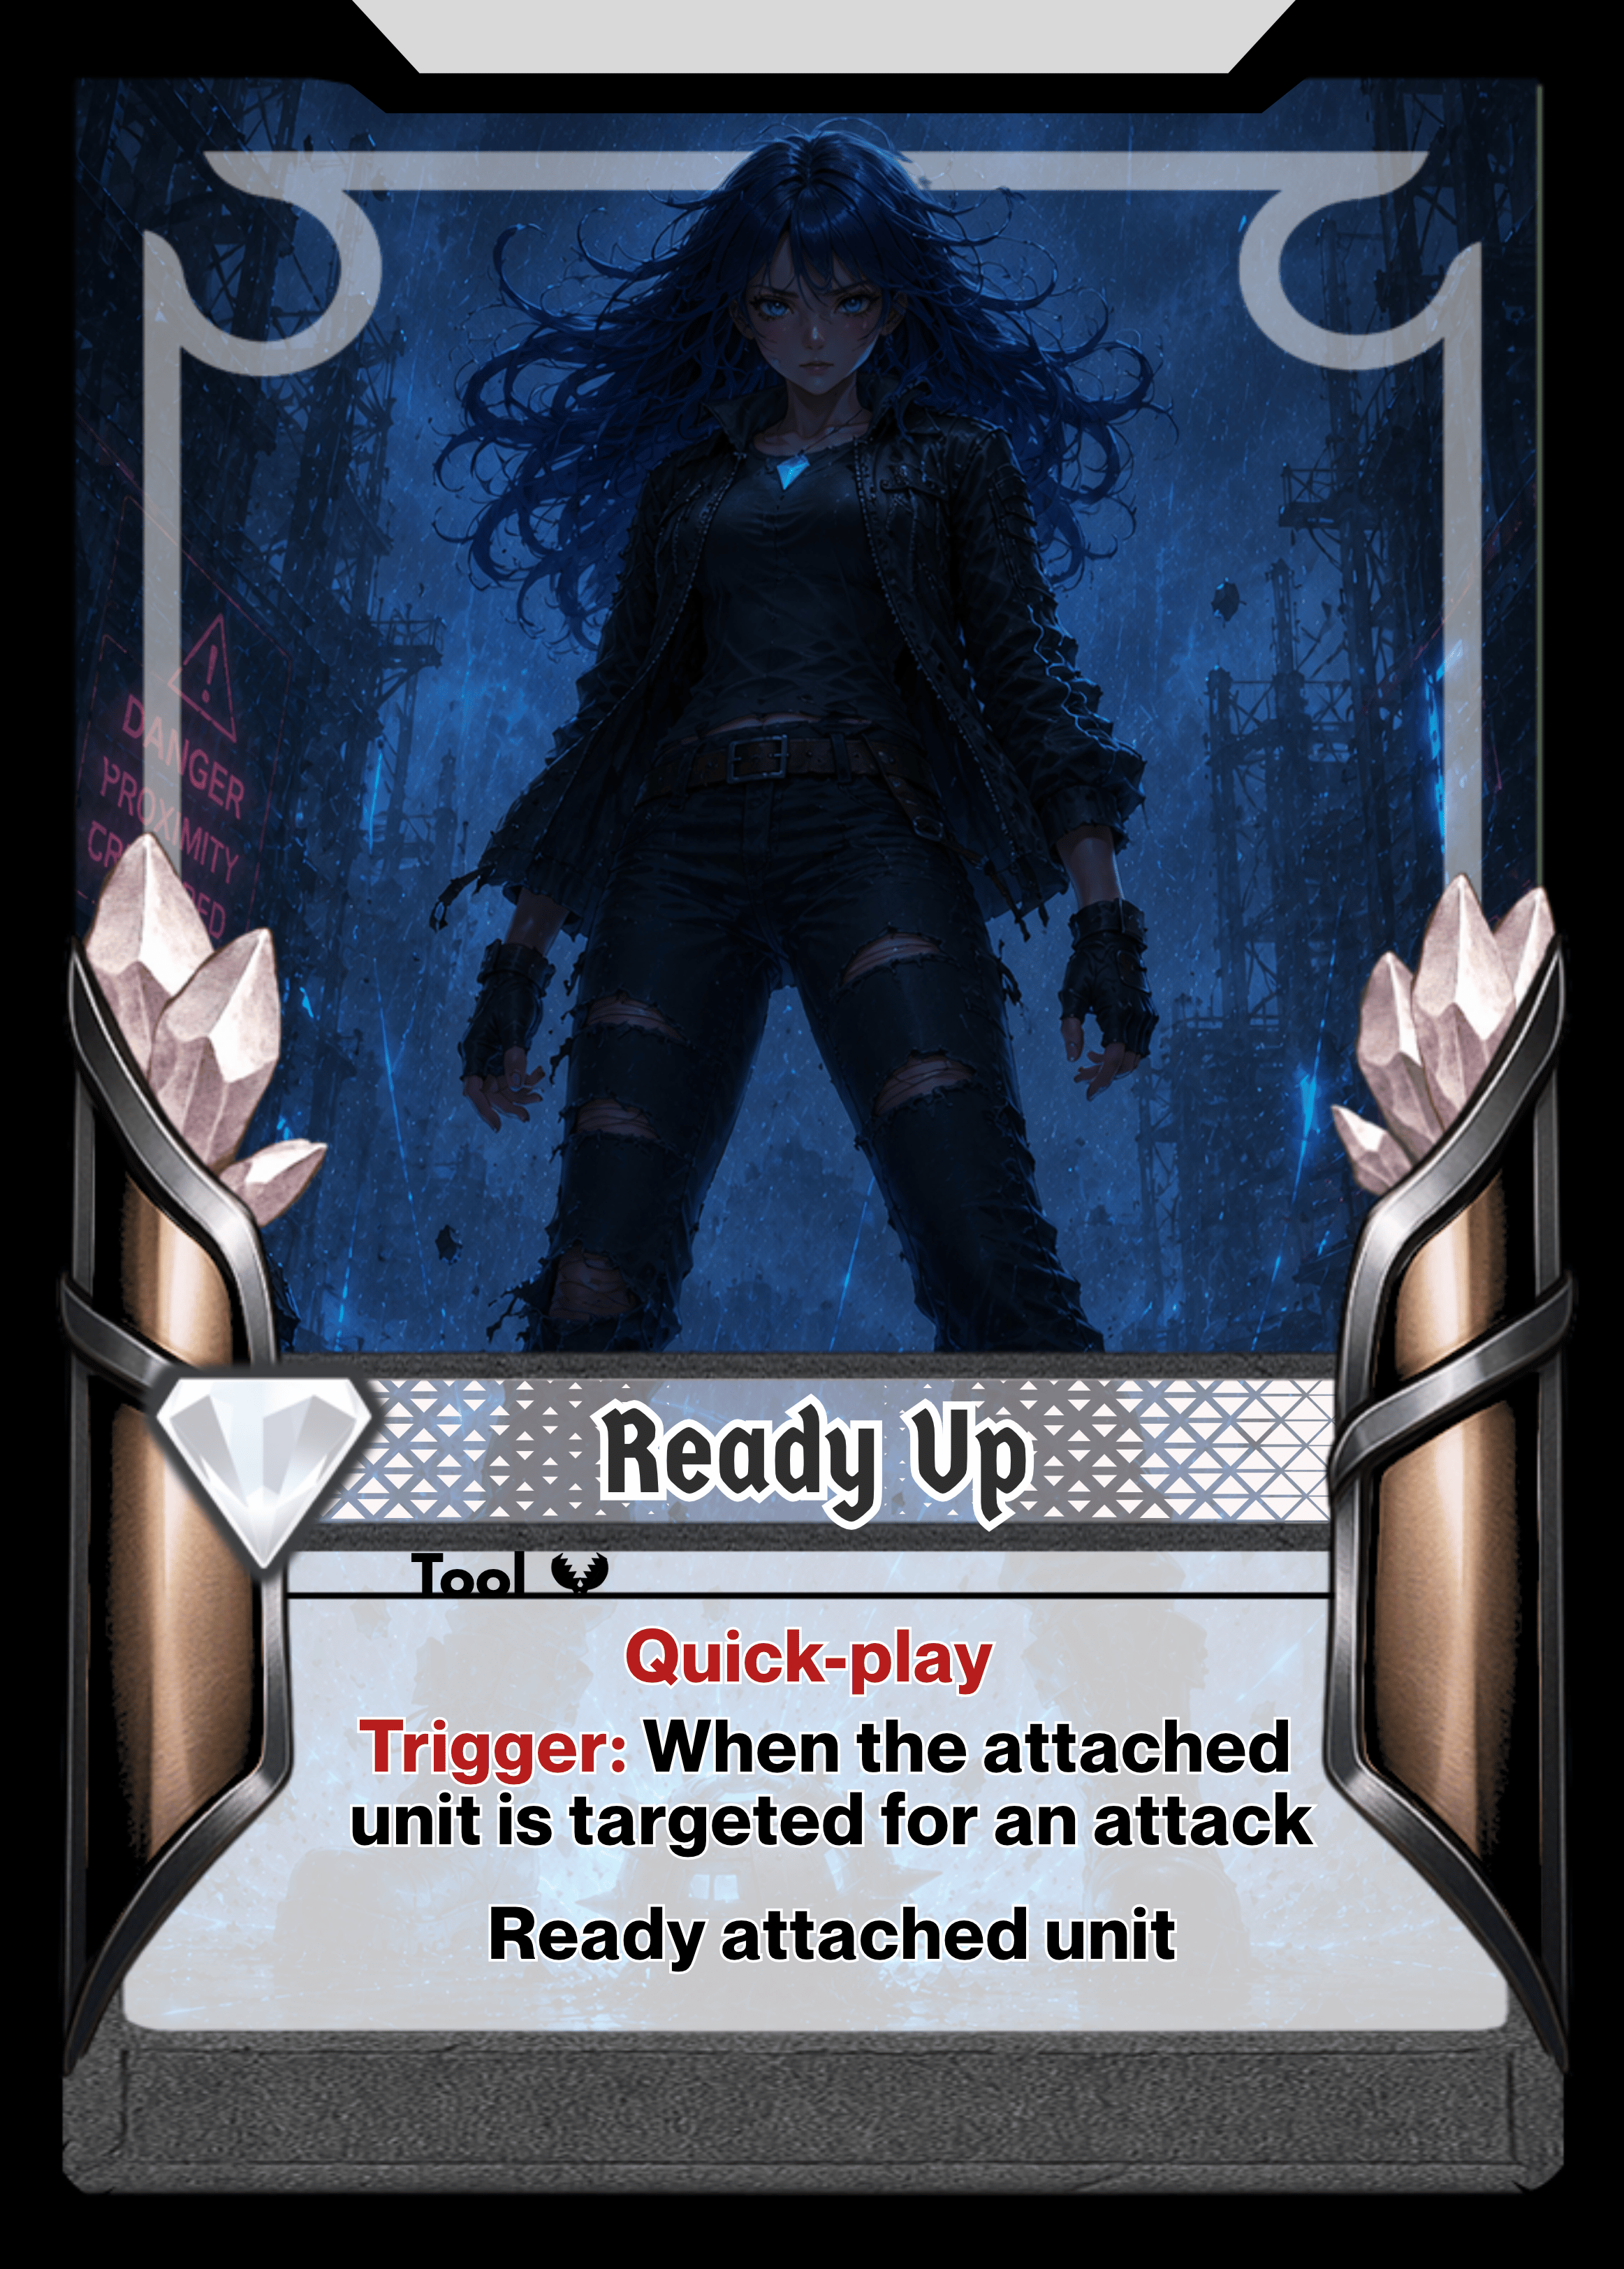 DANGER
PROXIMITY
Ready Up
Tool
Quick-play
Trigger: When the attached
unit is targeted for an attack
Ready attached unit